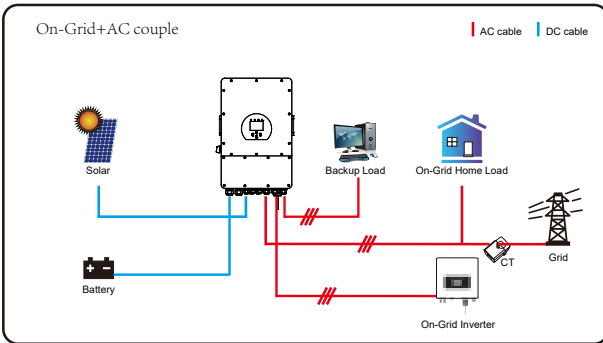 On-Grid+AC couple
AC cable
DC cable
Solar
Backup Load
On-Grid Home Load
CT
Grid
Battery
On-Grid Inverter